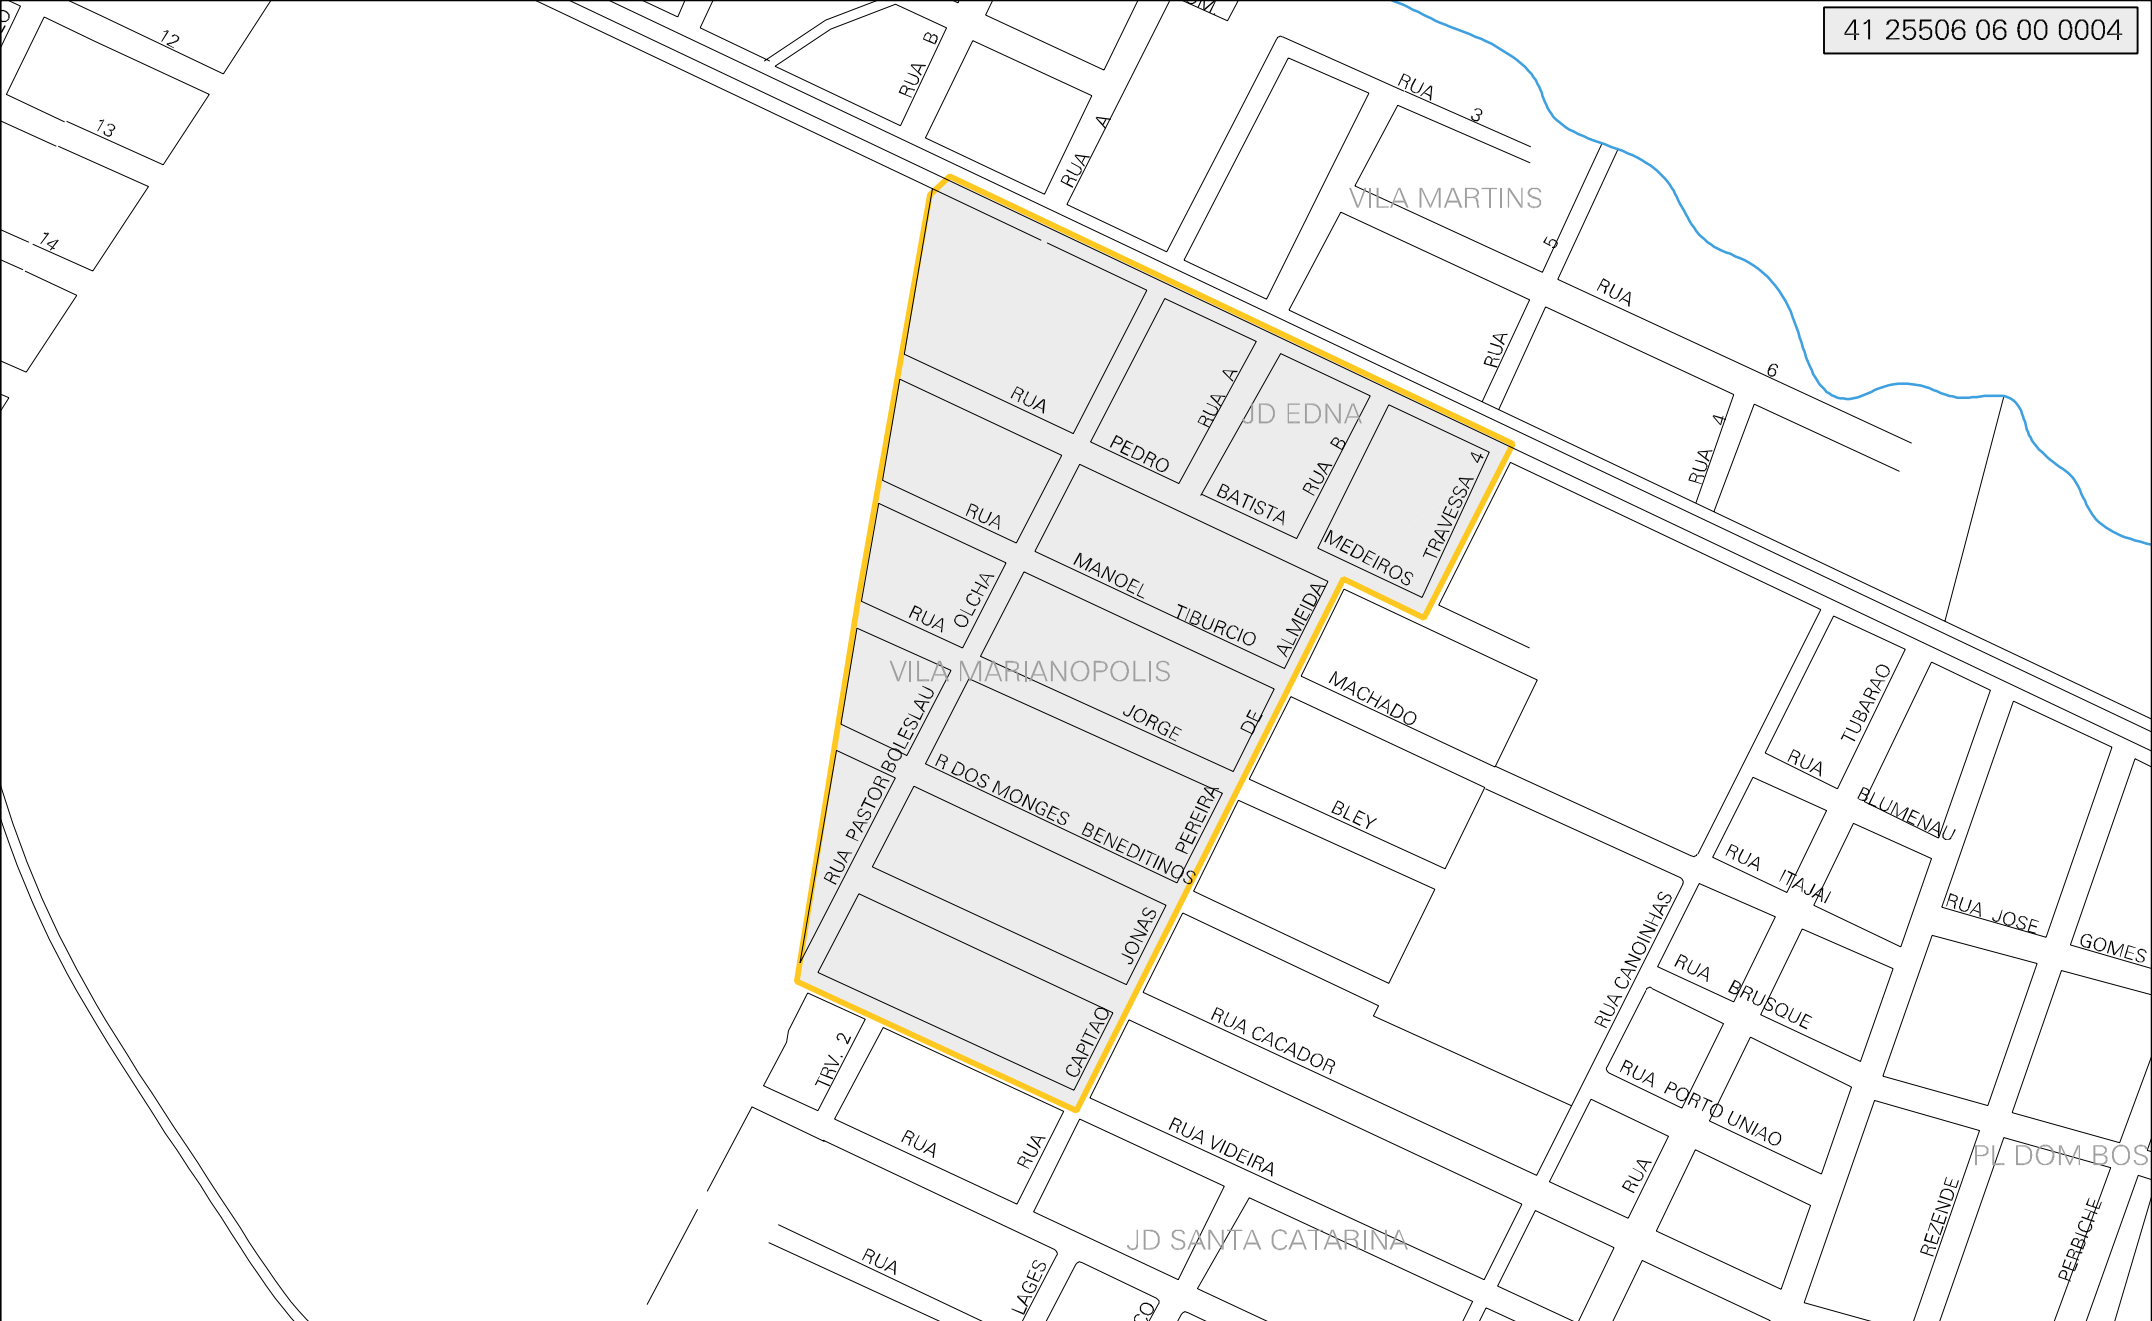 41 25506 06 00 0004
12
13
14
RUA B
RUA A
RUA 3
VILA MARTINS
5
RUA 6
RUA
RUA 4
RUA PEDRO BATISTA MEDEIROS
RUA A
JD EDNA
RUA B
TRAVESSA 4
RUA MANOEL TIBURCIO
RUA JORGE
MACHADO
BLEY
VILA MARIANOPOLIS
RUA PASTOR BOLESLAU OLCHA
R DOS MONGES BENEDITINOS
CAPITAO JONAS PEREIRA DE ALMEIDA
RUA
TRV. 2
RUA
RUA LAGES
RUA
RUA CACADOR
RUA VIDEIRA
RUA CANOINHAS
RUA
TUBARAO
RUA BLUMENAU
RUA ITAJAI
RUA BRUSQUE
RUA PORTO UNIAO
RUA JOSE GOMES
REZENDE
PERBICHE
PL DOM BOS
JD SANTA CATARINA
CO